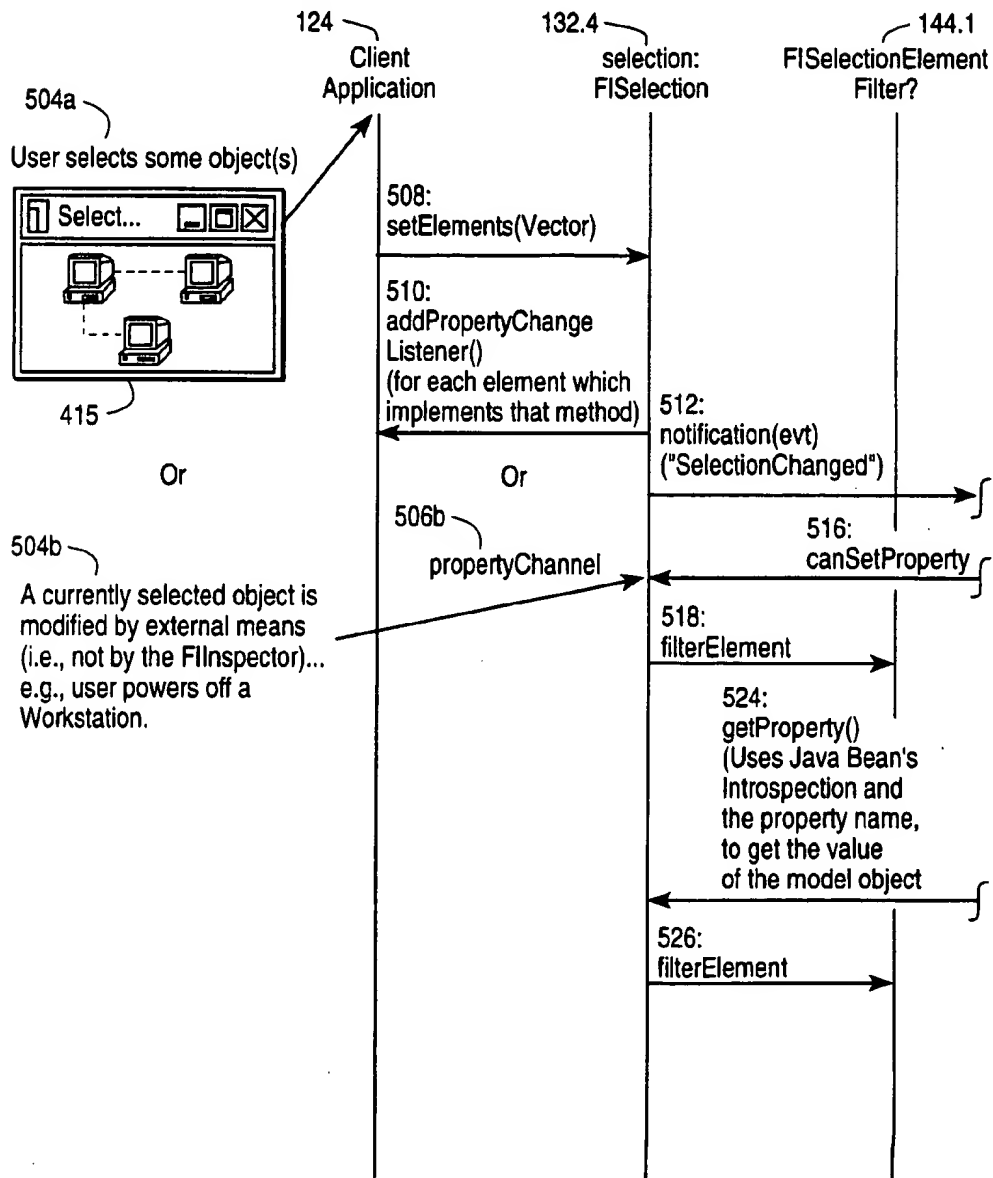 124
Client
Application
132.4
selection:
FISelection
144.1
FISelectionElement
Filter?
504a
User selects some object(s)
Select...
415
508:
setElements(Vector)
510:
addPropertyChange
Listener()
(for each element which
implements that method)
512:
notification(evt)
("SelectionChanged")
Or
Or
516:
canSetProperty
506b
propertyChannel
504b
A currently selected object is
modified by external means
(i.e., not by the FIInspector)...
e.g., user powers off a
Workstation.
518:
filterElement
524:
getProperty()
(Uses Java Bean's
Introspection and
the property name,
to get the value
of the model object
526:
filterElement